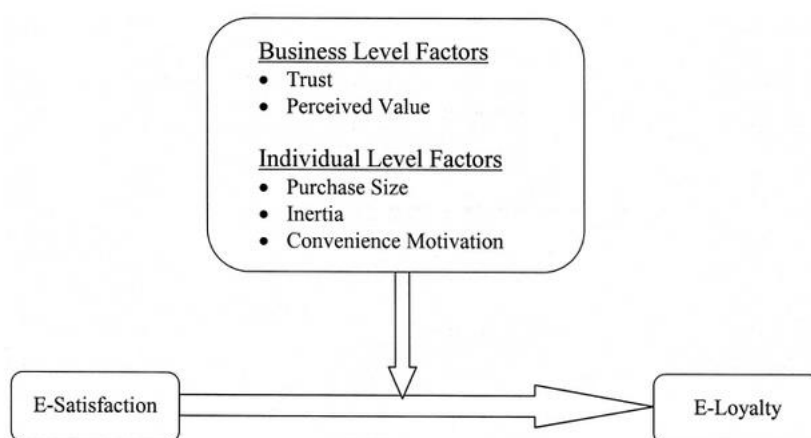 Business Level Factors
• Trust
• Perceived Value
Individual Level Factors
• Purchase Size
• Inertia
• Convenience Motivation
E-Satisfaction
E-Loyalty